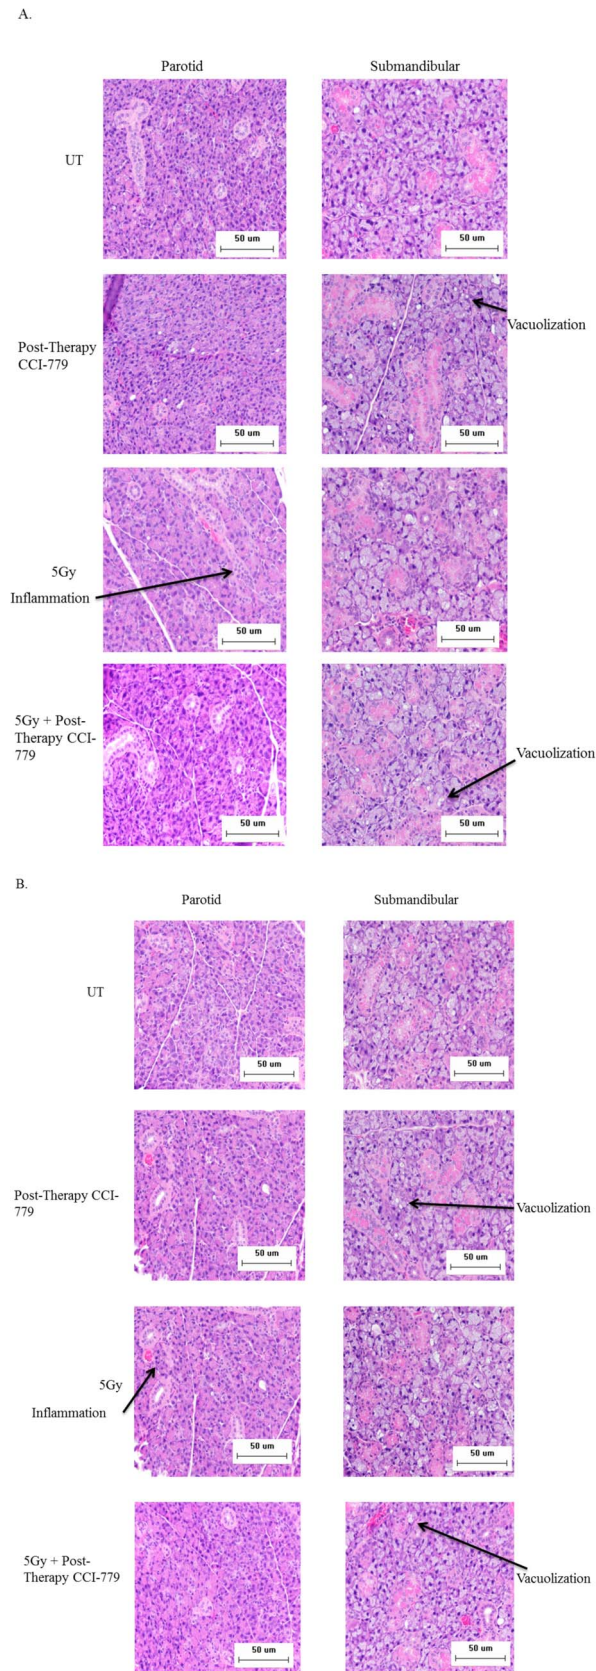 A.
Parotid
Submandibular
UT
50 um
50 um
Post-Therapy
CCI-779
Vacuolization
50 um
50 um
5Gy
Inflammation
50 um
50 um
5Gy + Post-
Therapy CCI-
779
Vacuolization
50 um
50 um
B.
Parotid
Submandibular
UT
50 um
50 um
Post-Therapy CCI-
779
Vacuolization
50 um
50 um
5Gy
Inflammation
50 um
50 um
5Gy + Post-
Therapy CCI-779
Vacuolization
50 um
50 um